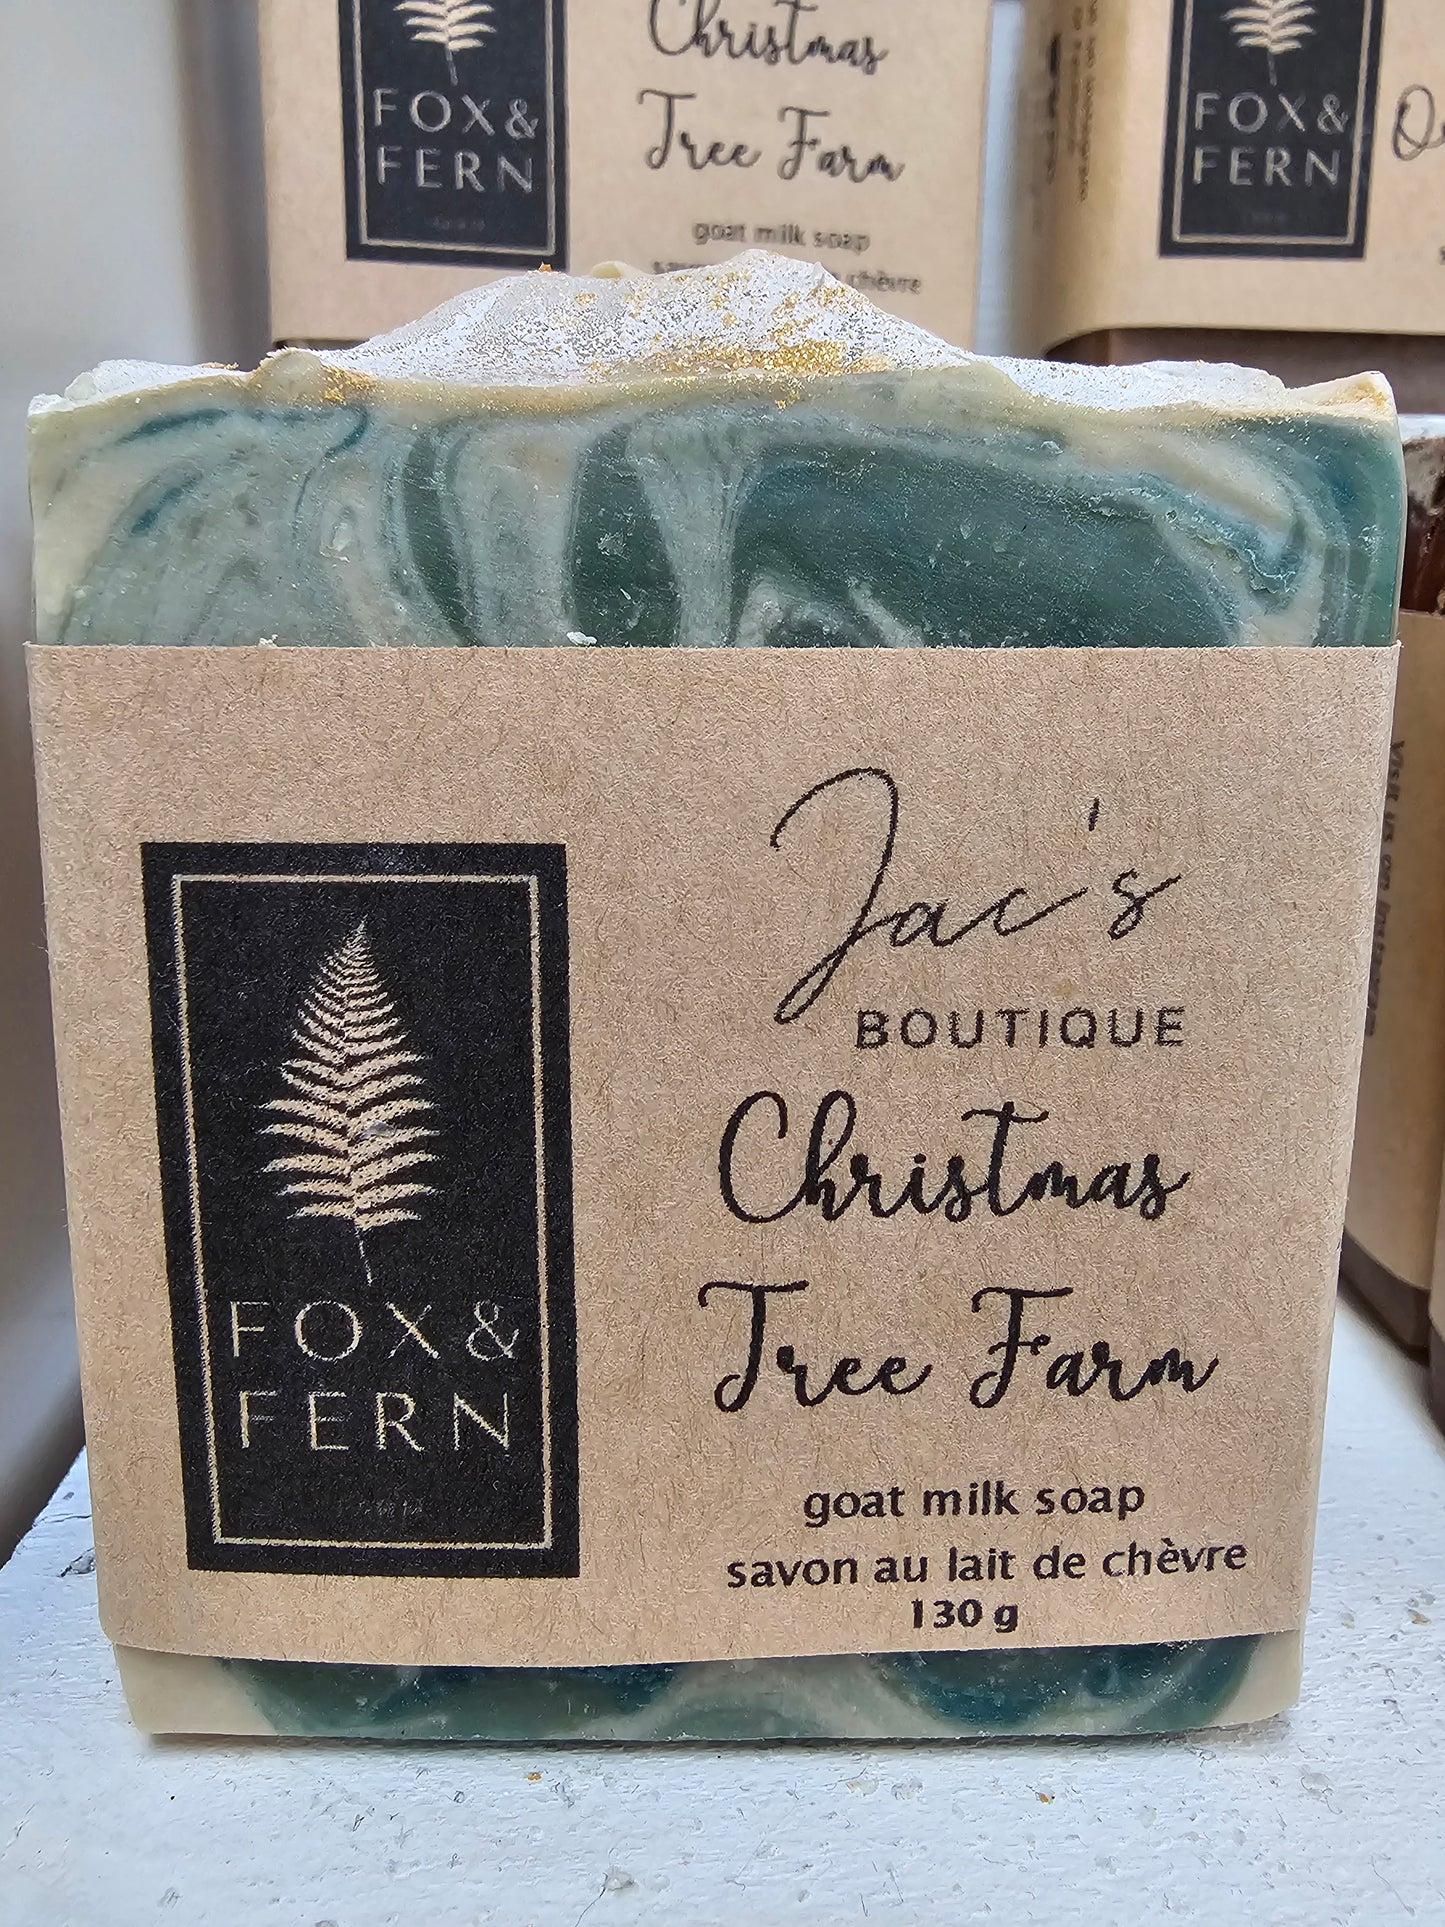 Christmas
Tree Farm
goat milk soap
chèvre
FOX &
FERN
FOX &
FERN
Jac's
BOUTIQUE
Christmas
Tree Farm
goat milk soap
savon au lait de chèvre
130 g
FOX &
FERN